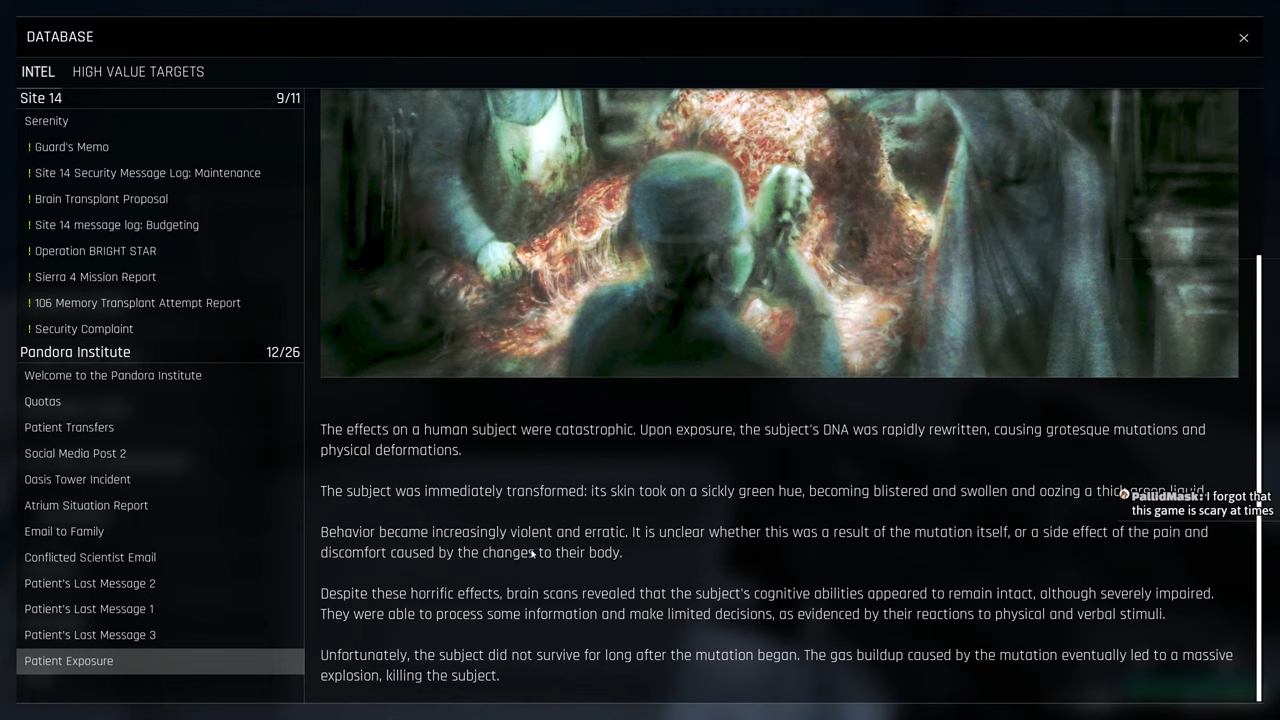 DATABASE
INTEL HIGH VALUE TARGETS
Site 14 9/11
Serenity
! Guard's Memo
! Site 14 Security Message Log: Maintenance
! Brain Transplant Proposal
! Site 14 message log: Budgeting
! Operation BRIGHT STAR
! Sierra 4 Mission Report
! 106 Memory Transplant Attempt Report
! Security Complaint
Pandora Institute 12/26
Welcome to the Pandora Institute
Quotas
Patient Transfers
Social Media Post 2
Oasis Tower Incident
Atrium Situation Report
Email to Family
Conflicted Scientist Email
Patient's Last Message 2
Patient's Last Message 1
Patient's Last Message 3
Patient Exposure
The effects on a human subject were catastrophic. Upon exposure, the subject's DNA was rapidly rewritten, causing grotesque mutations and
physical deformations.
The subject was immediately transformed: its skin took on a sickly green hue, becoming blistered and swollen and oozing a thick green liquid.
Behavior became increasingly violent and erratic. It is unclear whether this was a result of the mutation itself, or a side effect of the pain and
discomfort caused by the changes to their body.
Despite these horrific effects, brain scans revealed that the subject's cognitive abilities appeared to remain intact, although severely impaired.
They were able to process some information and make limited decisions, as evidenced by their reactions to physical and verbal stimuli.
Unfortunately, the subject did not survive for long after the mutation began. The gas buildup caused by the mutation eventually led to a massive
explosion, killing the subject.
PallidMask: I forgot that
this game is scary at times